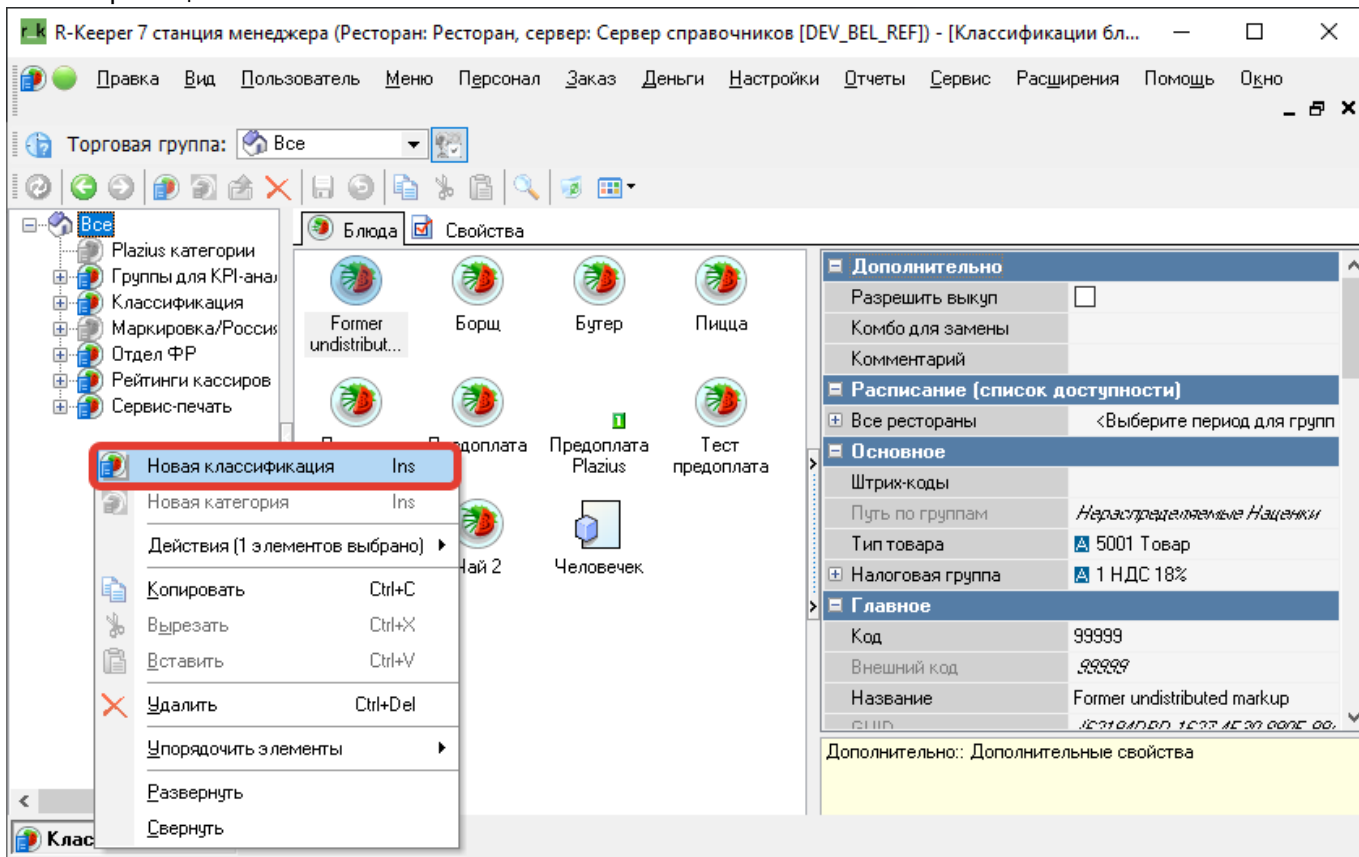 r_k R-Keeper 7 станция менеджера (Ресторан: Ресторан, сервер: Сервер справочников [DEV_BEL_REF]) - [Классификации бл...
Правка Вид Пользователь Меню Персонал Заказ Деньги Настройки Отчеты Сервис Расширения Помощь Окно
Торговая группа: Все
Все
Plazius категории
Группы для KPI-анал
Классификация
Маркировка/Россия
Отдел ФР
Рейтинги кассиров
Сервис-печать
Блюда Свойства
Former undistribut...
Борщ
Бутер
Пицца
Предоплата Plazius
Тест предоплата
Чай 2
Человечек
Новая классификация Ins
Новая категория Ins
Действия (1 элементов выбрано)
Копировать Ctrl+C
Вырезать Ctrl+X
Вставить Ctrl+V
Удалить Ctrl+Del
Упорядочить элементы
Развернуть
Свернуть
Дополнительно
Разрешить выкуп
Комбо для замены
Комментарий
Расписание (список доступности)
Все рестораны <Выберите период для групп
Основное
Штрих-коды
Путь по группам Нераспределяемые Наценки
Тип товара A 5001 Товар
Налоговая группа A 1 НДС 18%
Главное
Код 99999
Внешний код 99999
Название Former undistributed markup
GUID
Дополнительно:: Дополнительные свойства
Клас